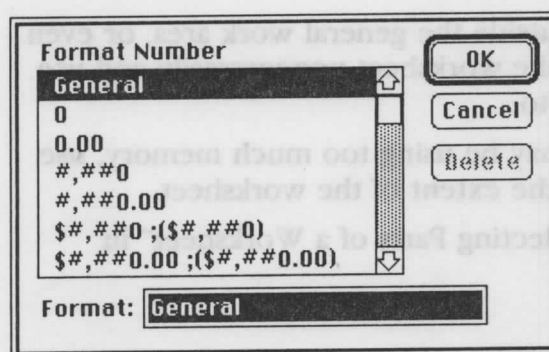 Format Number
General
0
0.00
#,##0
#,##0.00
$#,##0 ;($#,##0)
$#,##0.00 ;($#,##0.00)
Format: General
OK
Cancel
Delete